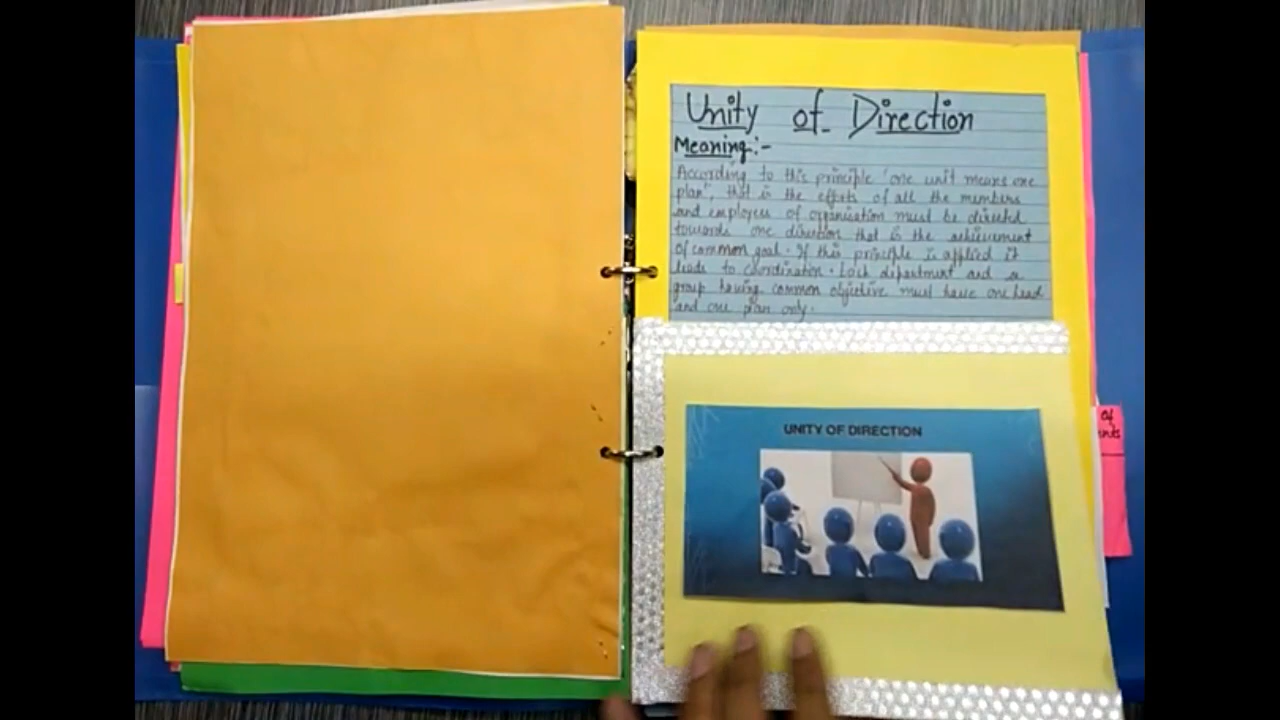 Unity of Direction
Meaning:-
According to this principle 'one unit means one
plan", that is the efforts of all the members
and employees of organisation must be directed
towards one direction that is the achievement
of common goal. If this principle is applied it
leads to coordination. Each department and a
group having common objective must have one head
and one plan only.
UNITY OF DIRECTION
Of